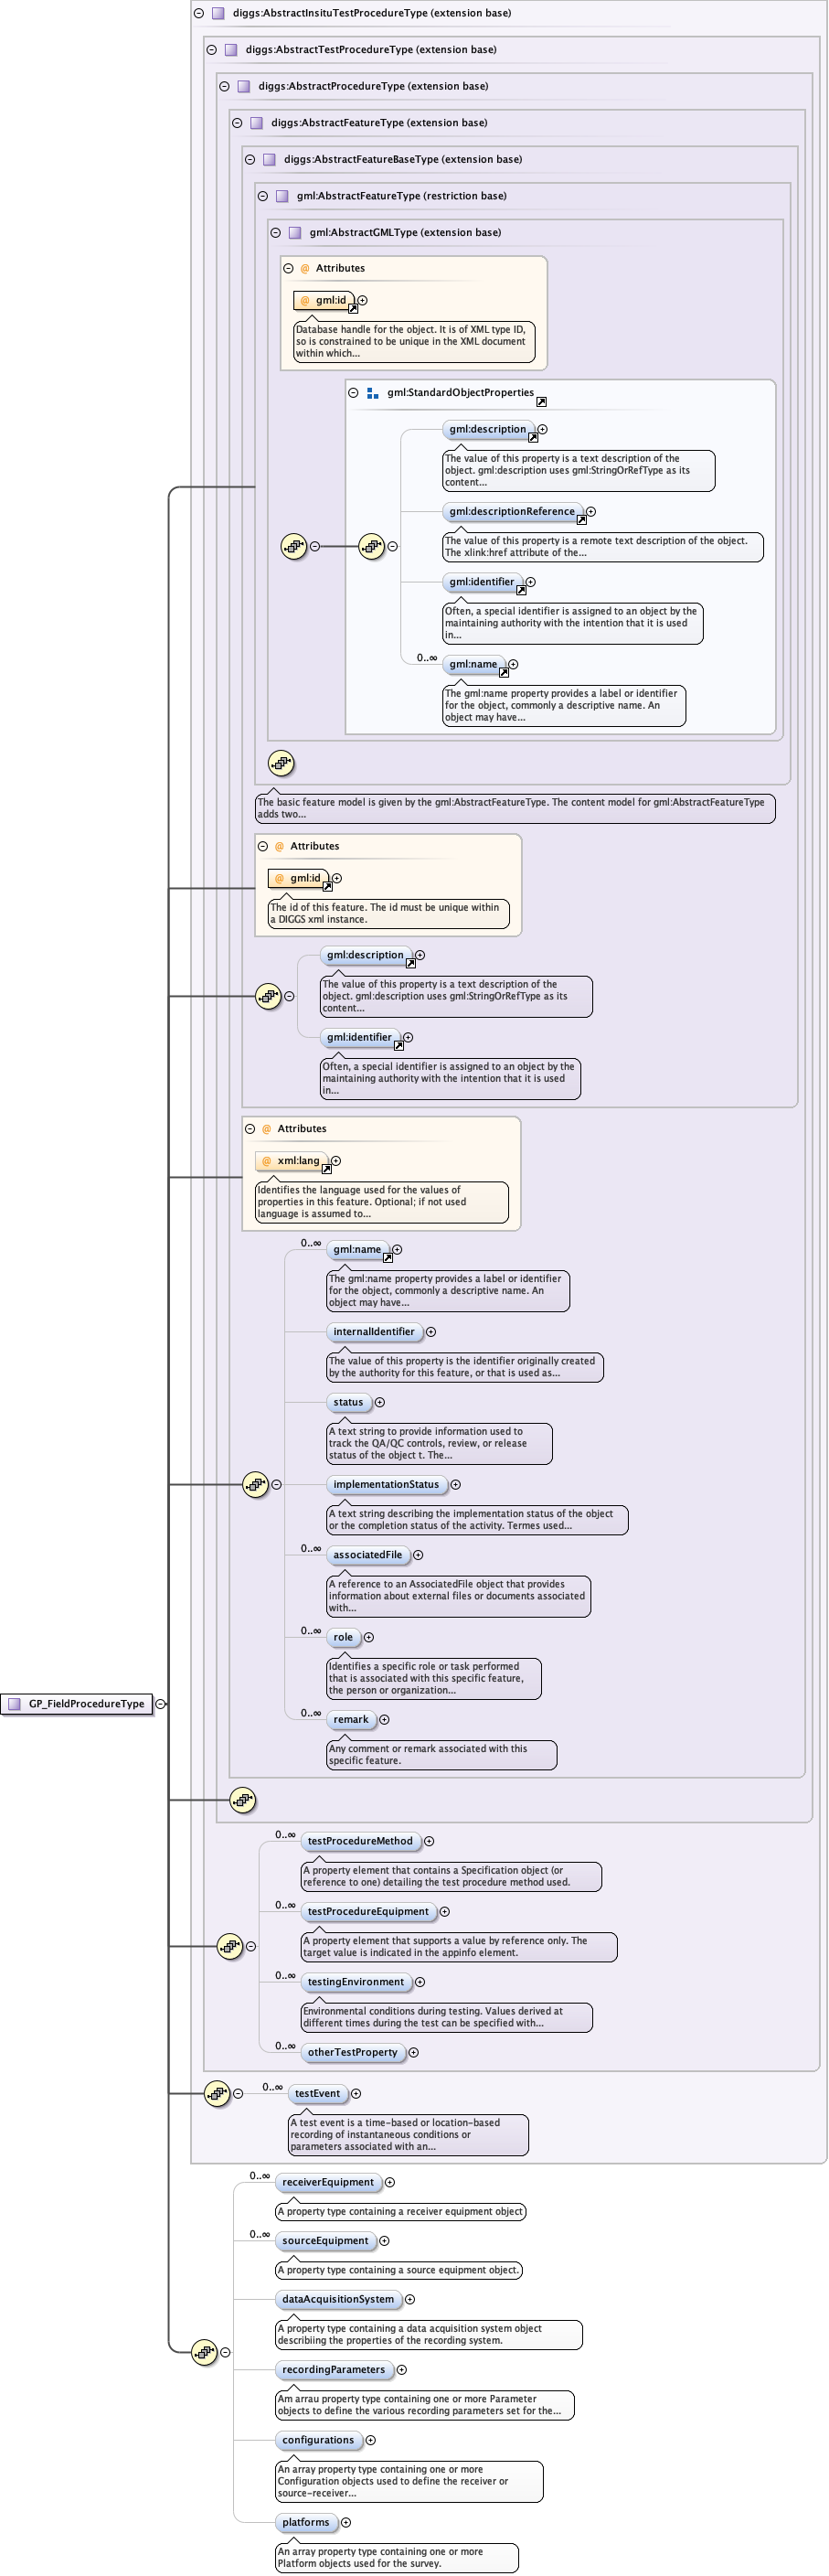 diggs:AbstractInsituTestProcedureType (extension base)
diggs:AbstractTestProcedureType (extension base)
diggs:AbstractProcedureType (extension base)
diggs:AbstractFeatureType (extension base)
diggs:AbstractFeatureBaseType (extension base)
gml:AbstractFeatureType (restriction base)
gml:AbstractGMLType (extension base)
@ Attributes
@ gml:id
Database handle for the object. It is of XML type ID,
so is constrained to be unique in the XML document
within which...
gml:StandardObjectProperties
gml:description
The value of this property is a text description of the
object. gml:description uses gml:StringOrRefType as its
content...
gml:descriptionReference
The value of this property is a remote text description of the object.
The xlink:href attribute of the...
gml:identifier
Often, a special identifier is assigned to an object by the
maintaining authority with the intention that it is used
in...
0..∞
gml:name
The gml:name property provides a label or identifier
for the object, commonly a descriptive name. An
object may have...
The basic feature model is given by the gml:AbstractFeatureType. The content model for gml:AbstractFeatureType
adds two...
@ Attributes
@ gml:id
The id of this feature. The id must be unique within
a DIGGS xml instance.
gml:description
The value of this property is a text description of the
object. gml:description uses gml:StringOrRefType as its
content...
gml:identifier
Often, a special identifier is assigned to an object by the
maintaining authority with the intention that it is used
in...
@ Attributes
@ xml:lang
Identifies the language used for the values of
properties in this feature. Optional; if not used
language is assumed to...
0..∞
gml:name
The gml:name property provides a label or identifier
for the object, commonly a descriptive name. An
object may have...
internalIdentifier
The value of this property is the identifier originally created
by the authority for this feature, or that is used as...
status
A text string to provide information used to
track the QA/QC controls, review, or release
status of the object t. The...
implementationStatus
A text string describing the implementation status of the object
or the completion status of the activity. Termes used...
0..∞
associatedFile
A reference to an AssociatedFile object that provides
information about external files or documents associated
with...
0..∞
role
Identifies a specific role or task performed
that is associated with this specific feature,
the person or organization...
GP_FieldProcedureType
0..∞
remark
Any comment or remark associated with this
specific feature.
0..∞
testProcedureMethod
A property element that contains a Specification object (or
reference to one) detailing the test procedure method used.
0..∞
testProcedureEquipment
A property element that supports a value by reference only. The
target value is indicated in the appinfo element.
0..∞
testingEnvironment
Environmental conditions during testing. Values derived at
different times during the test can be specified with...
0..∞
otherTestProperty
0..∞
testEvent
A test event is a time-based or location-based
recording of instantaneous conditions or
parameters associated with an...
0..∞
receiverEquipment
A property type containing a receiver equipment object
0..∞
sourceEquipment
A property type containing a source equipment object.
dataAcquisitionSystem
A property type containing a data acquisition system object
describiing the properties of the recording system.
recordingParameters
Am arrau property type containing one or more Parameter
objects to define the various recording parameters set for the...
configurations
An array property type containing one or more
Configuration objects used to define the receiver or
source-receiver...
platforms
An array property type containing one or more
Platform objects used for the survey.